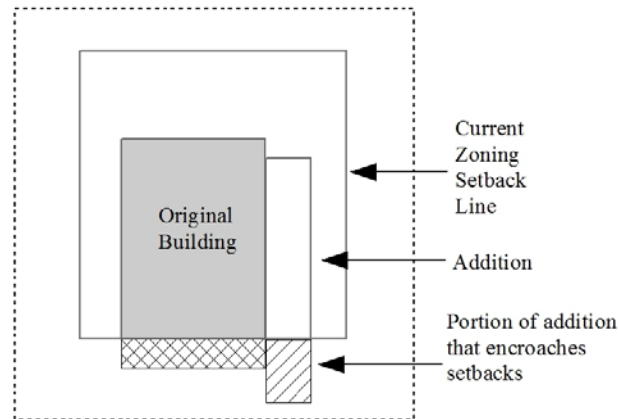 Current
Zoning
Setback
Line
Original
Building
Addition
Portion of addition
that encroaches
setbacks